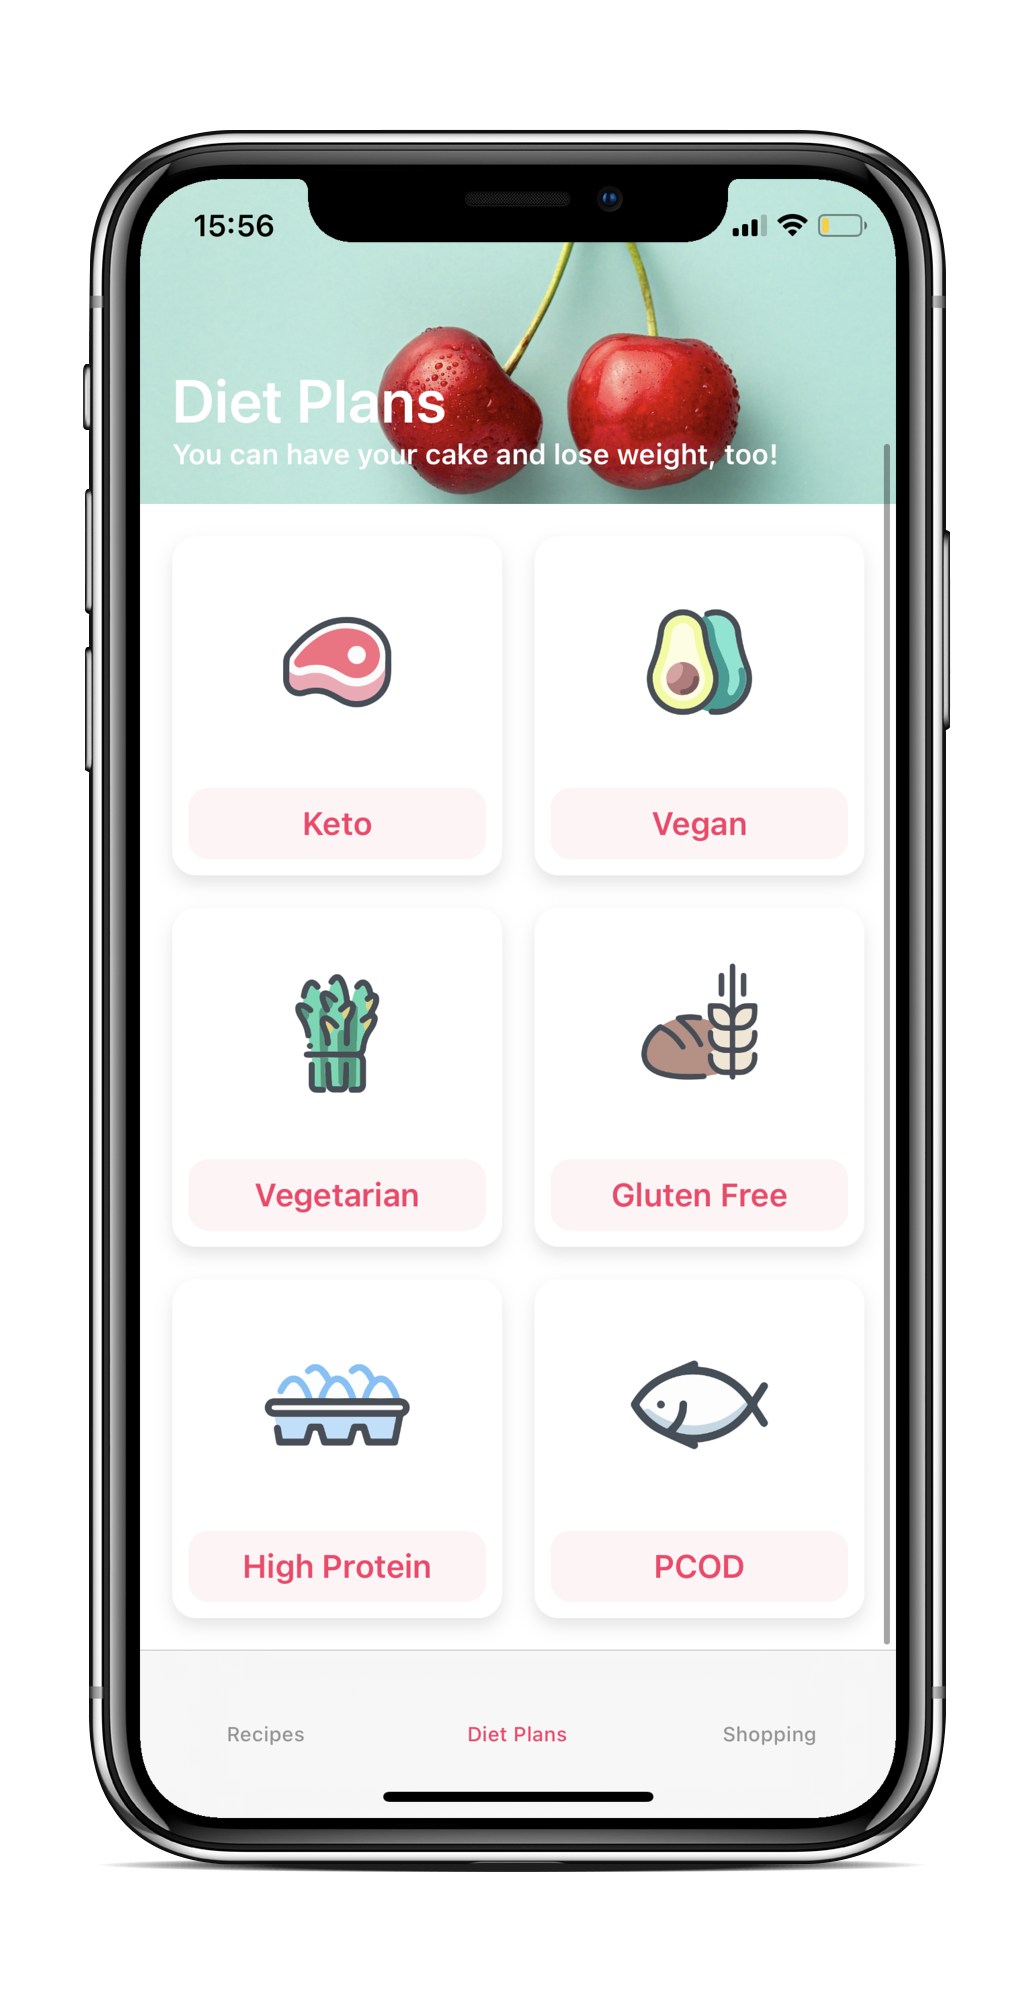 15:56
Diet Plans
You can have your cake and lose weight, too!
Keto
Vegan
Vegetarian
Gluten Free
High Protein
PCOD
Recipes
Diet Plans
Shopping